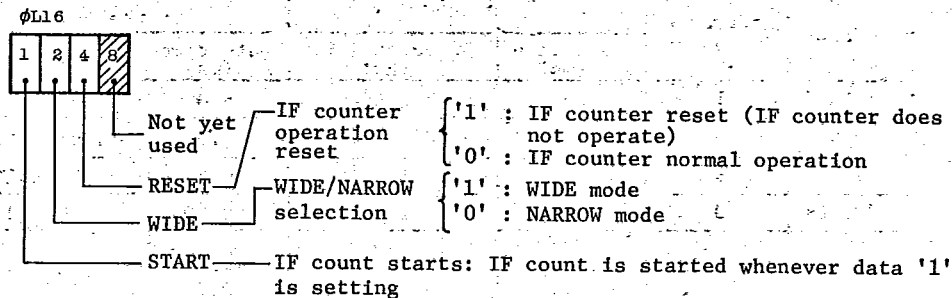 φL16
1 2 4 8
Not yet used
IF counter operation reset
'1' : IF counter reset (IF counter does not operate)
'0' : IF counter normal operation
RESET
WIDE/NARROW selection
'1' : WIDE mode
'0' : NARROW mode
WIDE
START
IF count starts: IF count is started whenever data '1' is setting